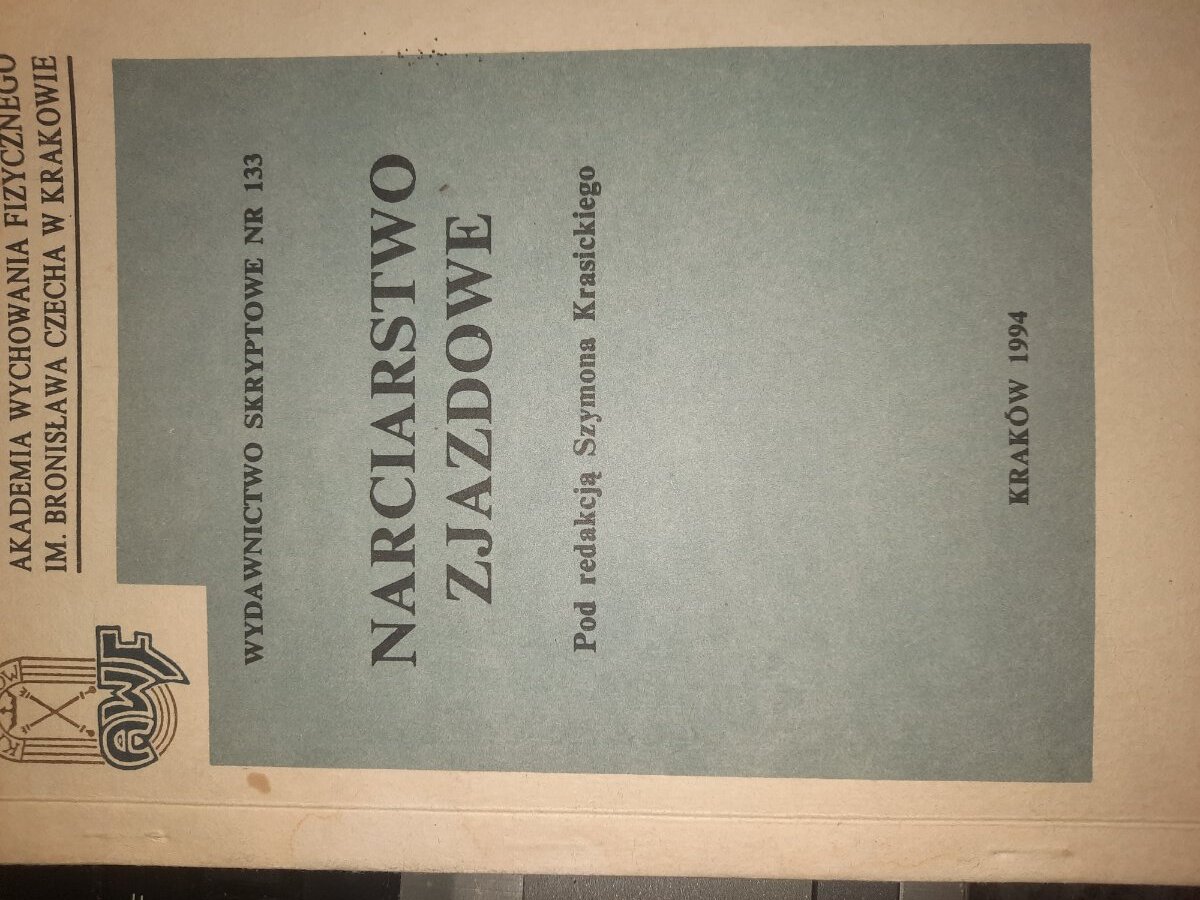 AKADEMIA WYCHOWANIA FIZYCZNEGO
IM. BRONISŁAWA CZECHA W KRAKOWIE
AWF
WYDAWNICTWO SKRYPTOWE NR 133
NARCIARSTWO
ZJAZDOWE
Pod redakcją Szymona Krasickiego
KRAKÓW 1994